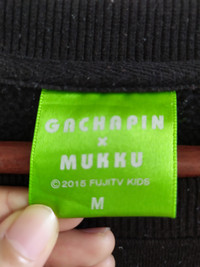 GACHAPIN
×
MUKKU
©2018 FUJITV KIDS
M